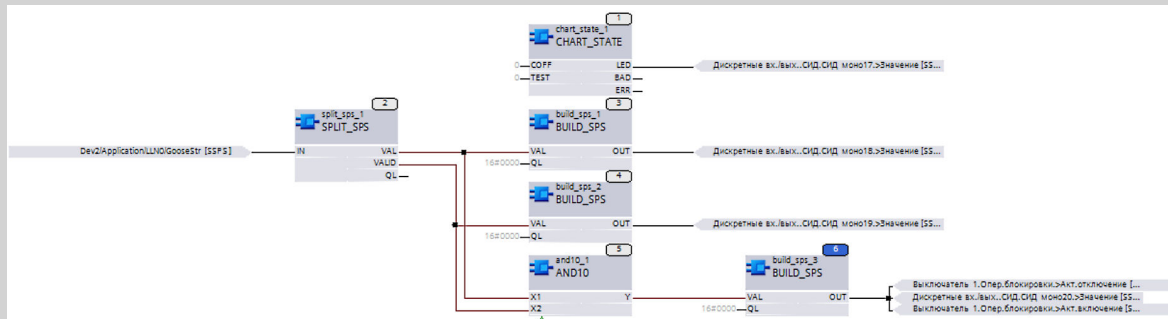 1
chart_state_1
CHART_STATE
0 COFF LED Дискретные вх./вых..СИД.СИД моно17.>Значение [SS...
0 TEST BAD
ERR
2
split_sps_1
SPLIT_SPS
Dev2/Application/LLN0/GooseStr [SSPS] IN VAL
VALID
QL
3
build_sps_1
BUILD_SPS
VAL OUT Дискретные вх./вых..СИД.СИД моно18.>Значение [SS...
16#0000 QL
4
build_sps_2
BUILD_SPS
VAL OUT Дискретные вх./вых..СИД.СИД моно19.>Значение [SS...
16#0000 QL
5
and10_1
AND10
X1 Y
X2
6
build_sps_3
BUILD_SPS
VAL OUT
16#0000 QL
Выключатель 1.Опер.блокировки.>Акт.отключение [...
Дискретные вх./вых..СИД.СИД моно20.>Значение [SS...
Выключатель 1.Опер.блокировки.>Акт.включение [S...